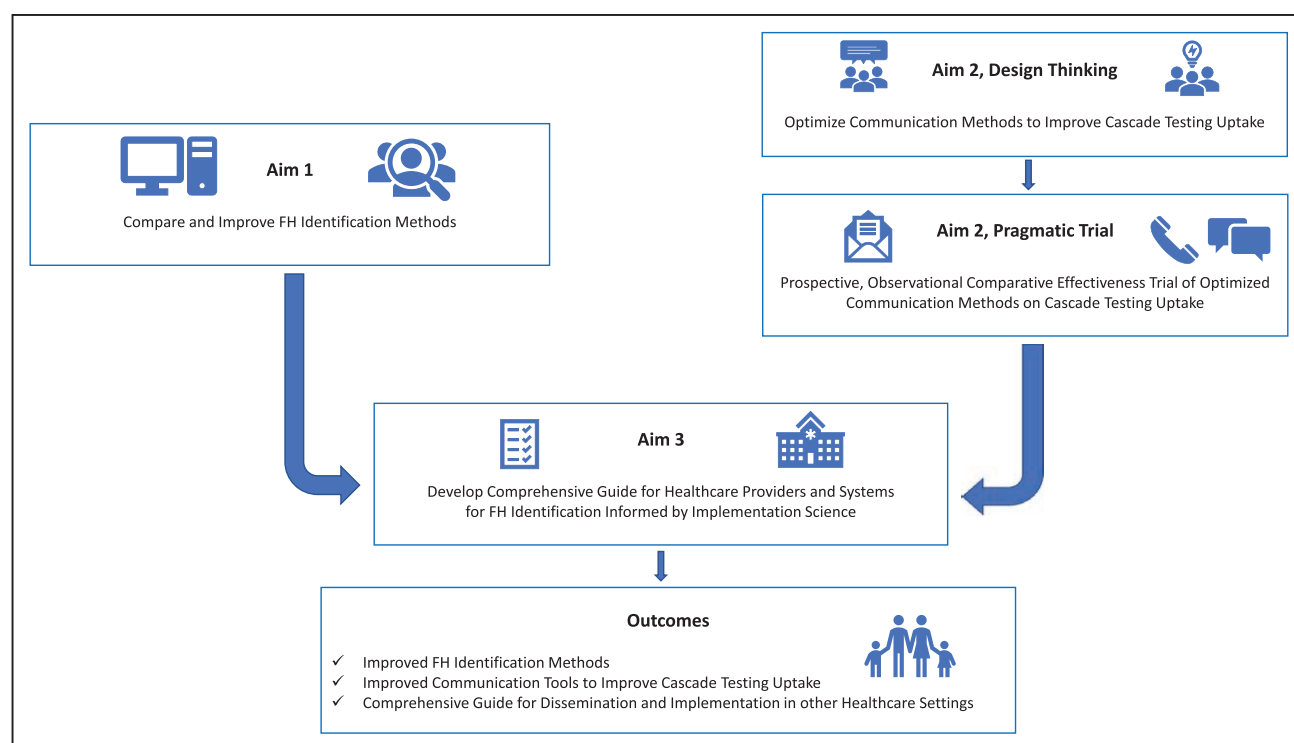 Aim 1
Compare and Improve FH Identification Methods
Aim 2, Design Thinking
Optimize Communication Methods to Improve Cascade Testing Uptake
Aim 2, Pragmatic Trial
Prospective, Observational Comparative Effectiveness Trial of Optimized
Communication Methods on Cascade Testing Uptake
Aim 3
Develop Comprehensive Guide for Healthcare Providers and Systems
for FH Identification Informed by Implementation Science
Outcomes
✓ Improved FH Identification Methods
✓ Improved Communication Tools to Improve Cascade Testing Uptake
✓ Comprehensive Guide for Dissemination and Implementation in other Healthcare Settings